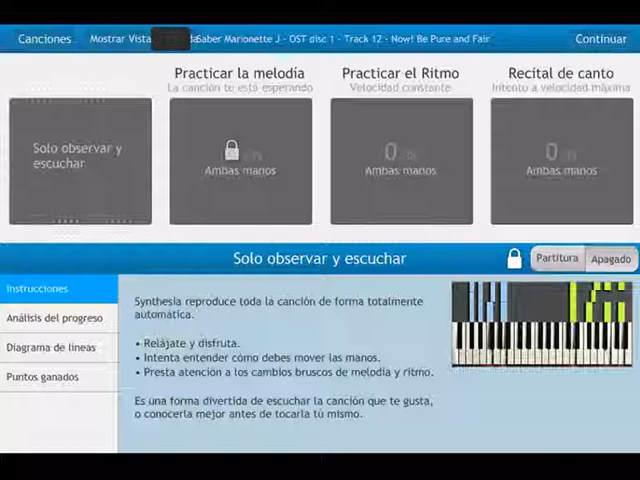 Canciones
Mostrar Vista
Saber Marionette J - OST disc 1 - Track 12 - Now! Be Pure and Fair
Continuar
Practicar la melodía
La canción te está esperando
Practicar el Ritmo
Velocidad constante
Recital de canto
Intento a velocidad máxima
Solo observar y
escuchar
Ambas manos
0
Ambas manos
0
Ambas manos
Solo observar y escuchar
Partitura
Apagado
Instrucciones
Análisis del progreso
Diagrama de líneas
Puntos ganados
Synthesia reproduce toda la canción de forma totalmente
automática.
• Relájate y disfruta.
• Intenta entender cómo debes mover las manos.
• Presta atención a los cambios bruscos de melodía y ritmo.
Es una forma divertida de escuchar la canción que te gusta,
o conocerla mejor antes de tocarla tú mismo.